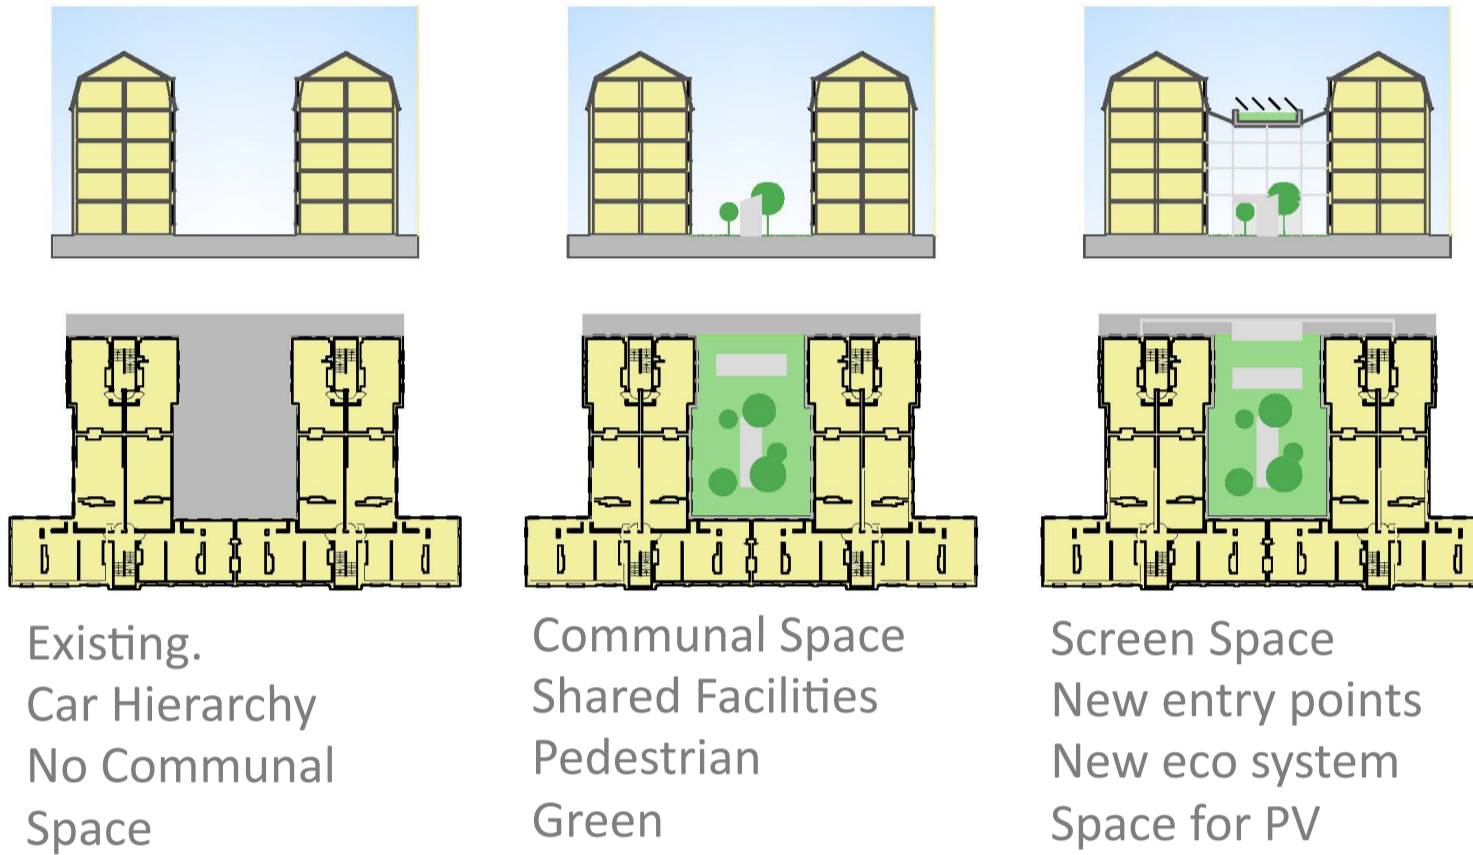 Existing.
Car Hierarchy
No Communal
Space
Communal Space
Shared Facilities
Pedestrian
Green
Screen Space
New entry points
New eco system
Space for PV